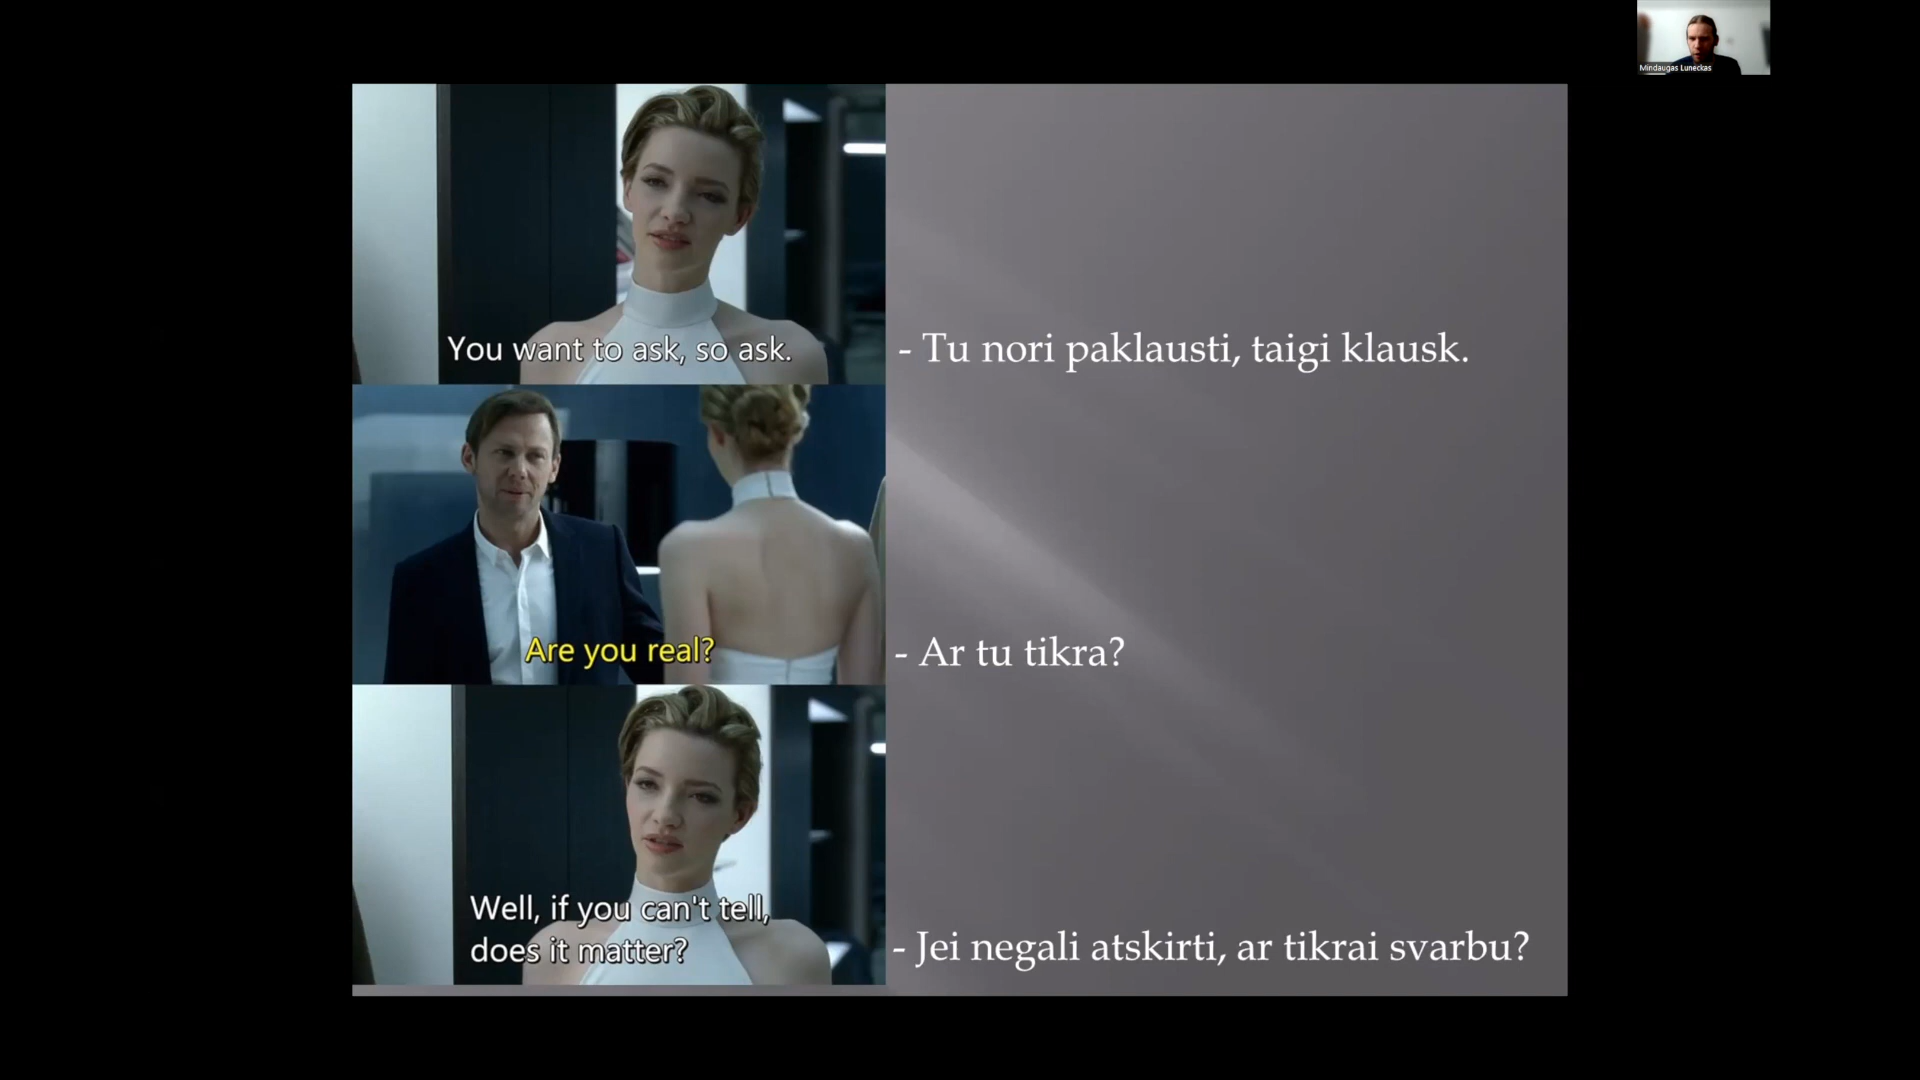 Mindaugas Luneckas
You want to ask, so ask.
- Tu nori paklausti, taigi klausk.
Are you real?
- Ar tu tikra?
Well, if you can't tell,
does it matter?
- Jei negali atskirti, ar tikrai svarbu?